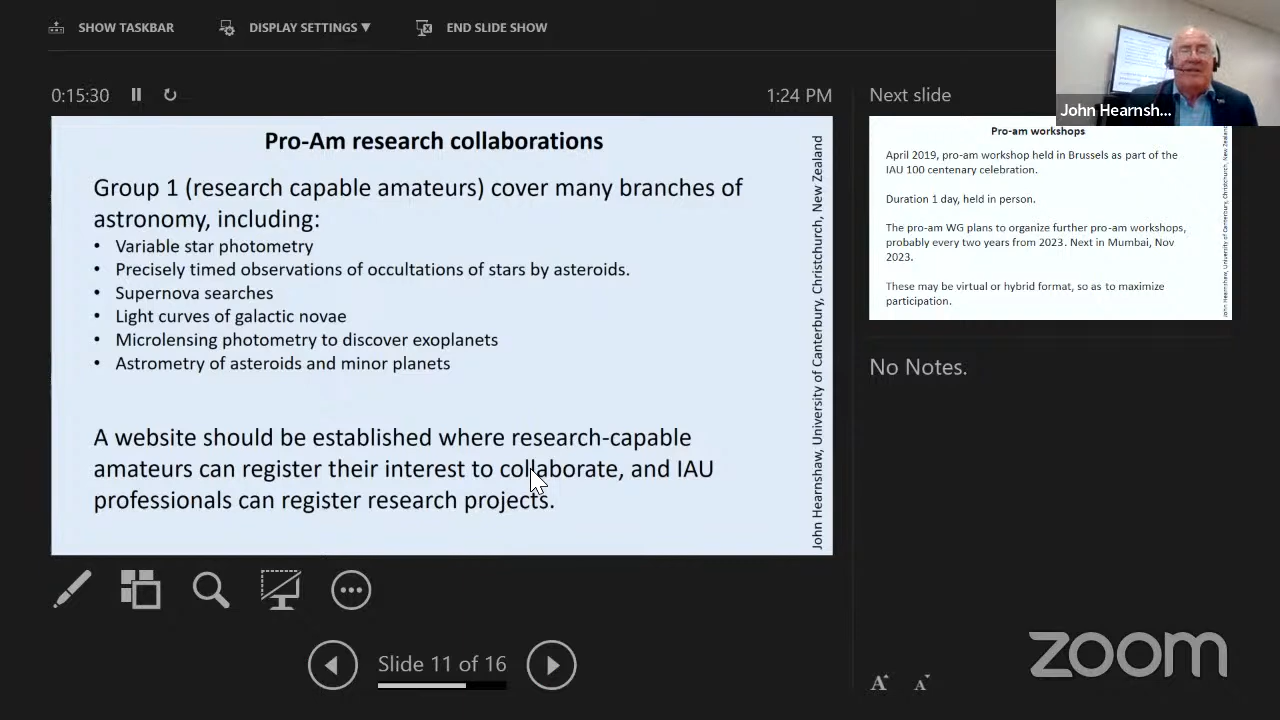 SHOW TASKBAR
DISPLAY SETTINGS ▼
END SLIDE SHOW
0:15:30
1:24 PM
Next slide
John Hearnsh...
Pro-Am research collaborations
Group 1 (research capable amateurs) cover many branches of
astronomy, including:
• Variable star photometry
• Precisely timed observations of occultations of stars by asteroids.
• Supernova searches
• Light curves of galactic novae
• Microlensing photometry to discover exoplanets
• Astrometry of asteroids and minor planets
A website should be established where research-capable
amateurs can register their interest to collaborate, and IAU
professionals can register research projects.
John Hearnshaw, University of Canterbury, Christchurch, New Zealand
Pro-am workshops
April 2019, pro-am workshop held in Brussels as part of the
IAU 100 centenary celebration.
Duration 1 day, held in person.
The pro-am WG plans to organize further pro-am workshops,
probably every two years from 2023. Next in Mumbai, Nov
2023.
These may be virtual or hybrid format, so as to maximize
participation.
John Hearnshaw, University of Canterbury, Christchurch, New Zealand
No Notes.
Slide 11 of 16
A A
zoom